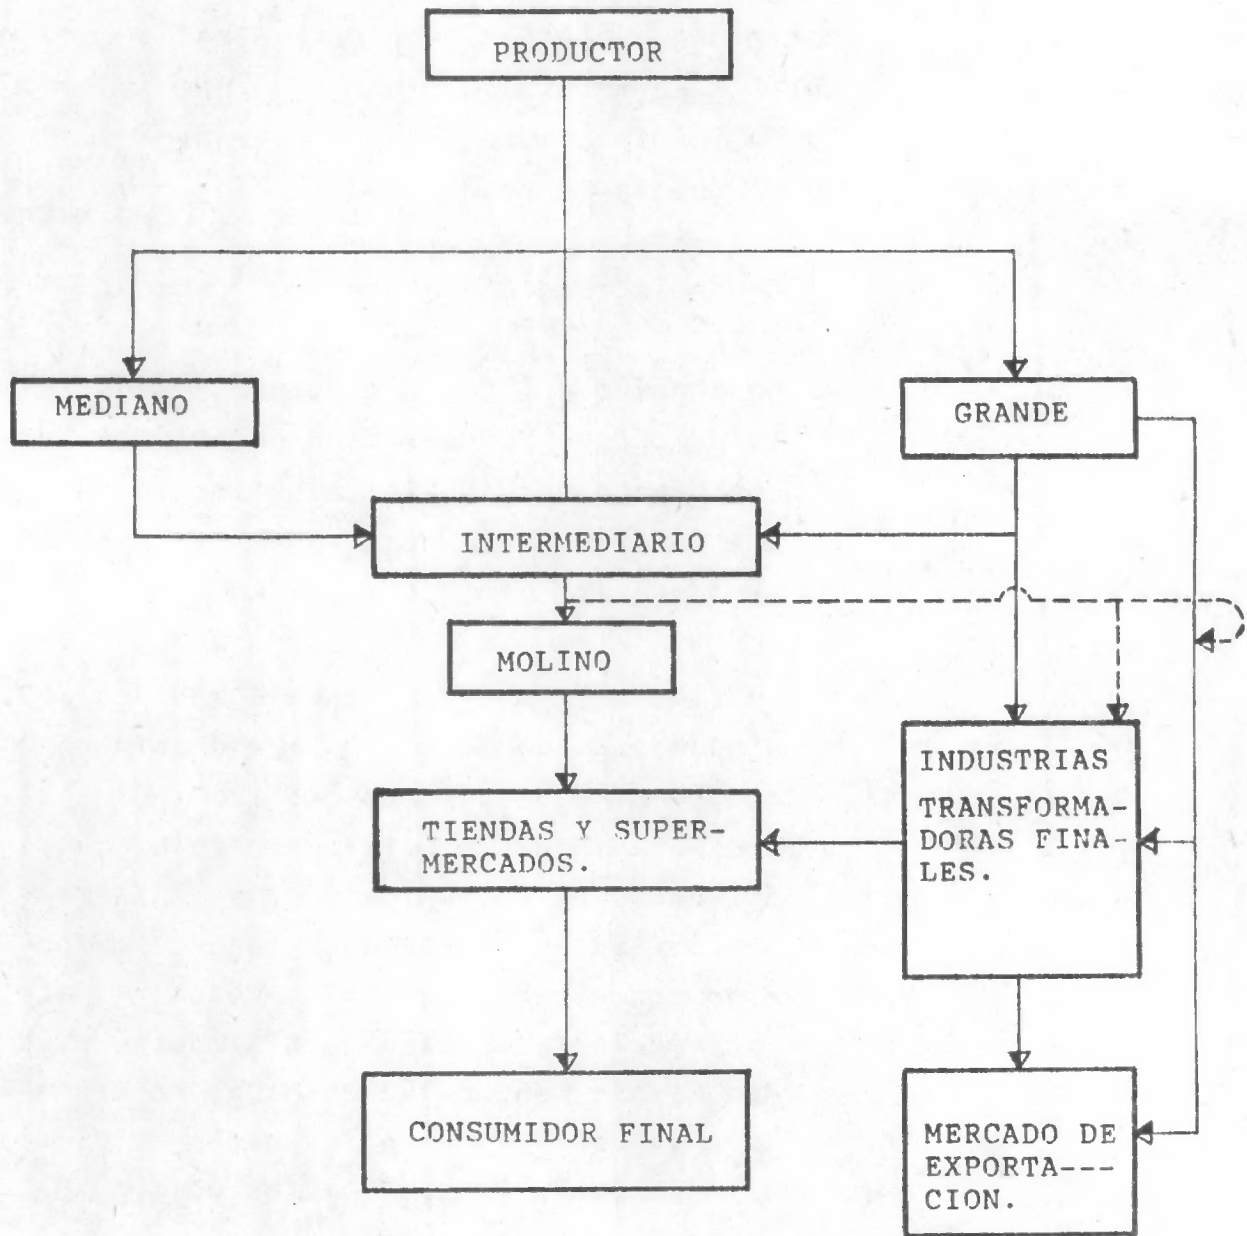 PRODUCTOR
MEDIANO
GRANDE
INTERMEDIARIO
MOLINO
INDUSTRIAS
TRANSFORMA-
DORAS FINA-
LES.
TIENDAS Y SUPER-
MERCADOS.
CONSUMIDOR FINAL
MERCADO DE
EXPORTA---
CION.